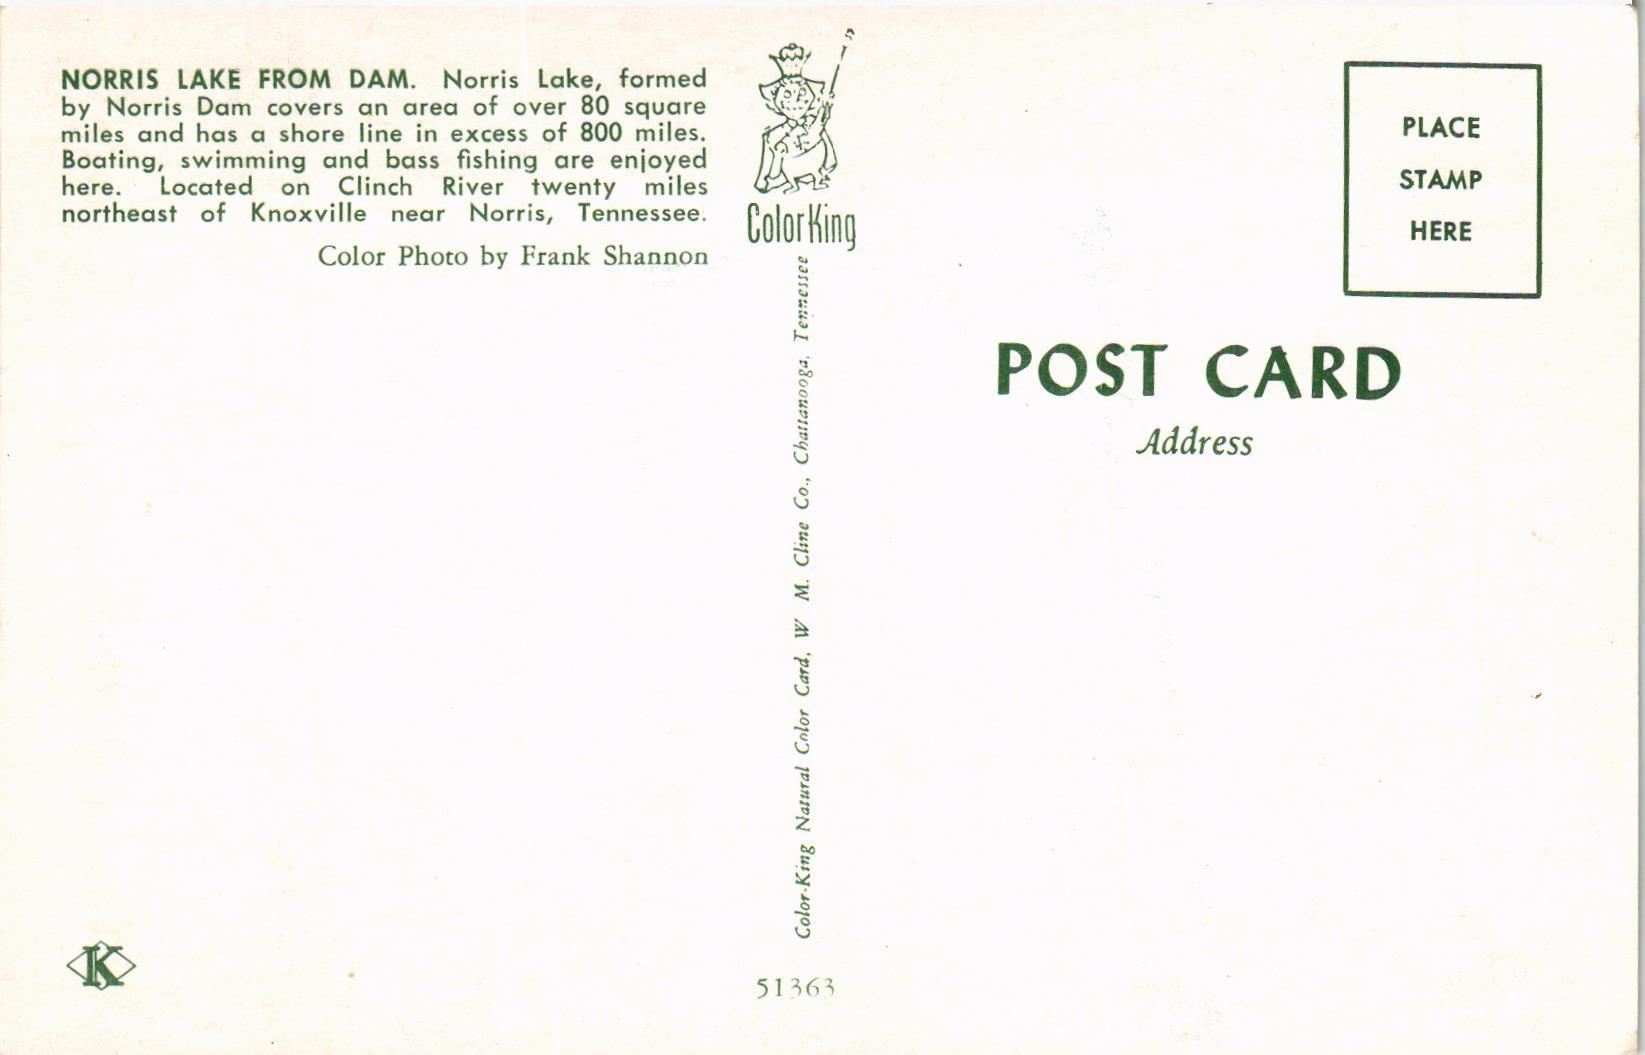 NORRIS LAKE FROM DAM. Norris Lake, formed
by Norris Dam covers an area of over 80 square
miles and has a shore line in excess of 800 miles.
Boating, swimming and bass fishing are enjoyed
here. Located on Clinch River twenty miles
northeast of Knoxville near Norris, Tennessee.
Color Photo by Frank Shannon
K
ColorKing
Color-King Natural Color Card, W M. Cline Co., Chattanooga, Tennessee
51363
PLACE
STAMP
HERE
POST CARD
Address